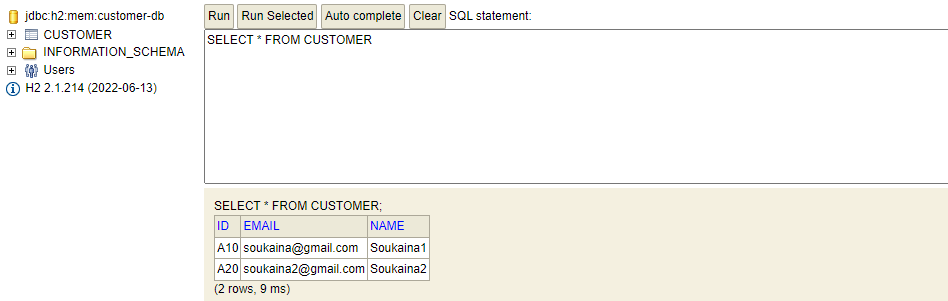 jdbc:h2:mem:customer-db
CUSTOMER
INFORMATION_SCHEMA
Users
H2 2.1.214 (2022-06-13)
Run Run Selected Auto complete Clear SQL statement:
SELECT * FROM CUSTOMER
SELECT * FROM CUSTOMER;
ID EMAIL NAME
A10 soukaina@gmail.com Soukaina1
A20 soukaina2@gmail.com Soukaina2
(2 rows, 9 ms)